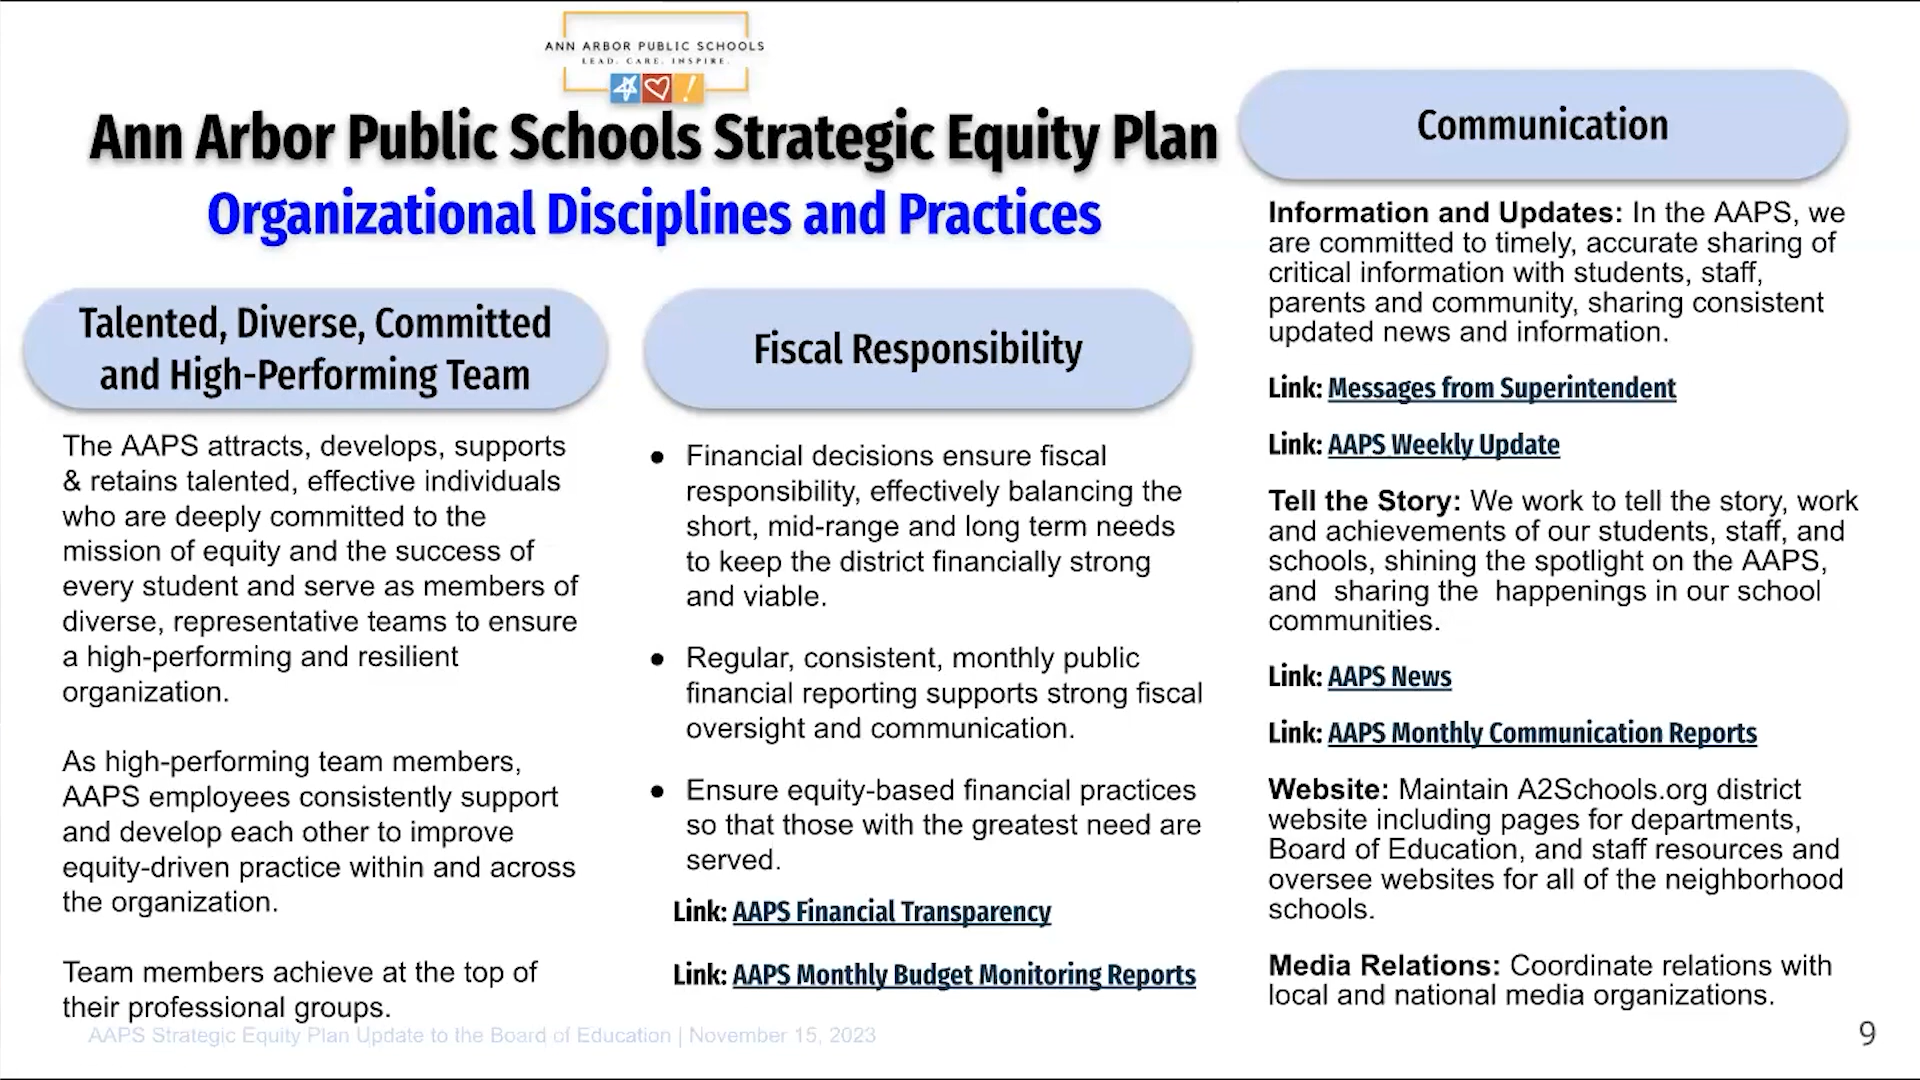 ANN ARBOR PUBLIC SCHOOLS
LEAD. CARE. INSPIRE.
Ann Arbor Public Schools Strategic Equity Plan
Organizational Disciplines and Practices
Talented, Diverse, Committed
and High-Performing Team
The AAPS attracts, develops, supports
& retains talented, effective individuals
who are deeply committed to the
mission of equity and the success of
every student and serve as members of
diverse, representative teams to ensure
a high-performing and resilient
organization.
As high-performing team members,
AAPS employees consistently support
and develop each other to improve
equity-driven practice within and across
the organization.
Team members achieve at the top of
their professional groups.
Fiscal Responsibility
● Financial decisions ensure fiscal
responsibility, effectively balancing the
short, mid-range and long term needs
to keep the district financially strong
and viable.
● Regular, consistent, monthly public
financial reporting supports strong fiscal
oversight and communication.
● Ensure equity-based financial practices
so that those with the greatest need are
served.
Link: AAPS Financial Transparency
Link: AAPS Monthly Budget Monitoring Reports
Communication
Information and Updates: In the AAPS, we
are committed to timely, accurate sharing of
critical information with students, staff,
parents and community, sharing consistent
updated news and information.
Link: Messages from Superintendent
Link: AAPS Weekly Update
Tell the Story: We work to tell the story, work
and achievements of our students, staff, and
schools, shining the spotlight on the AAPS,
and sharing the happenings in our school
communities.
Link: AAPS News
Link: AAPS Monthly Communication Reports
Website: Maintain A2Schools.org district
website including pages for departments,
Board of Education, and staff resources and
oversee websites for all of the neighborhood
schools.
Media Relations: Coordinate relations with
local and national media organizations.
AAPS Strategic Equity Plan Update to the Board of Education | November 15, 2023
9